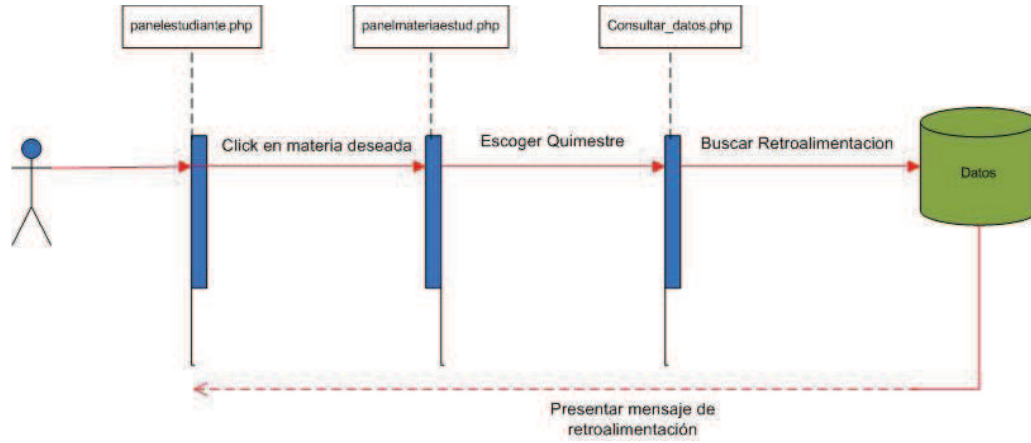 panelestudiante.php
panelmateriaestud.php
Consultar_datos.php
Click en materia deseada
Escoger Quimestre
Buscar Retroalimentacion
Datos
Presentar mensaje de
retroalimentación